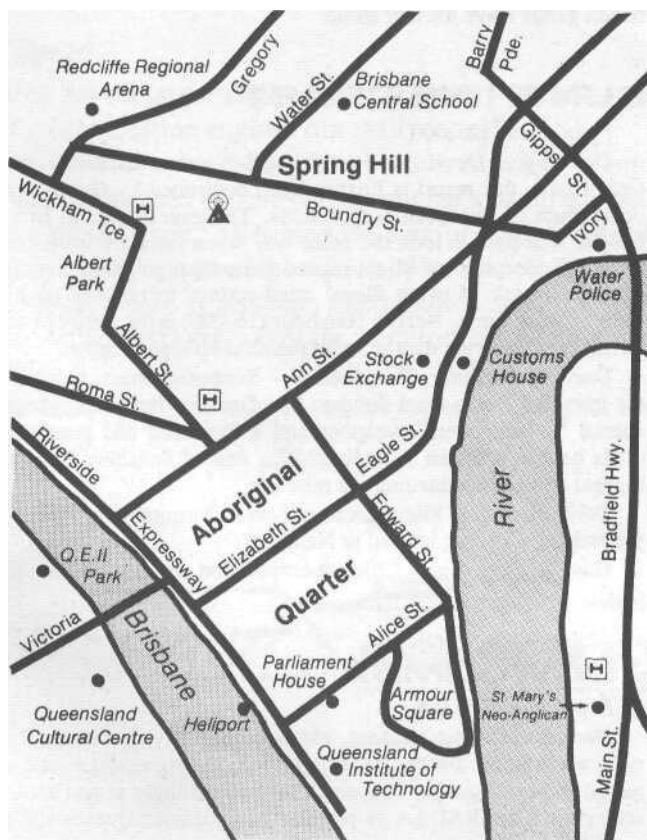 Barry
Pde.
Redcliffe Regional
Arena
Gregory
Water St.
Brisbane
Central School
Gipps St.
Spring Hill
Wickham Tce.
H
Boundry St.
Ivory
Albert
Park
Water
Police
Albert St.
Ann St.
Stock
Exchange
Customs
House
Roma St.
H
Riverside
Expressway
Aboriginal
Quarter
Eagle St.
Elizabeth St.
Edward St.
River
Bradfield Hwy.
Q.E.II
Park
Victoria
Brisbane
Alice St.
Parliament
House
H
Armour
Square
St Mary's
Neo-Anglican
Queensland
Cultural Centre
Heliport
Main St.
Queensland
Institute of
Technology